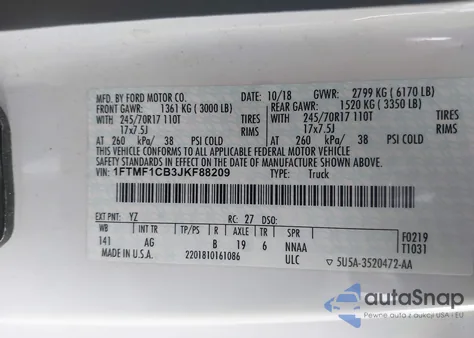 MFD. BY FORD MOTOR CO. 10/18 GVWR: 2799 KG ( 6170 LB)
FRONT GAWR: 1361 KG ( 3000 LB) REAR GAWR: 1520 KG ( 3350 LB)
WITH 245/70R17 110T TIRES WITH 245/70R17 110T TIRES
17x7.5J RIMS 17x7.5J RIMS
AT 260 kPa/ 38 PSI COLD AT 260 kPa/ 38 PSI COLD
THIS VEHICLE CONFORMS TO ALL APPLICABLE FEDERAL MOTOR VEHICLE
SAFETY STANDARDS IN EFFECT ON THE DATE OF MANUFACTURE SHOWN ABOVE.
VIN: 1FTMF1CB3JKF88209 TYPE: Truck
EXT PNT: YZ RC: 27 DSO:
WB INT TR TP/PS R AXLE TR SPR F0219
141 AG B 19 6 NNAA T1031
MADE IN U.S.A. 2201810161086 ULC ▽ 5U5A-3520472-AA
autoSnap
Pewne auto z USA i EU